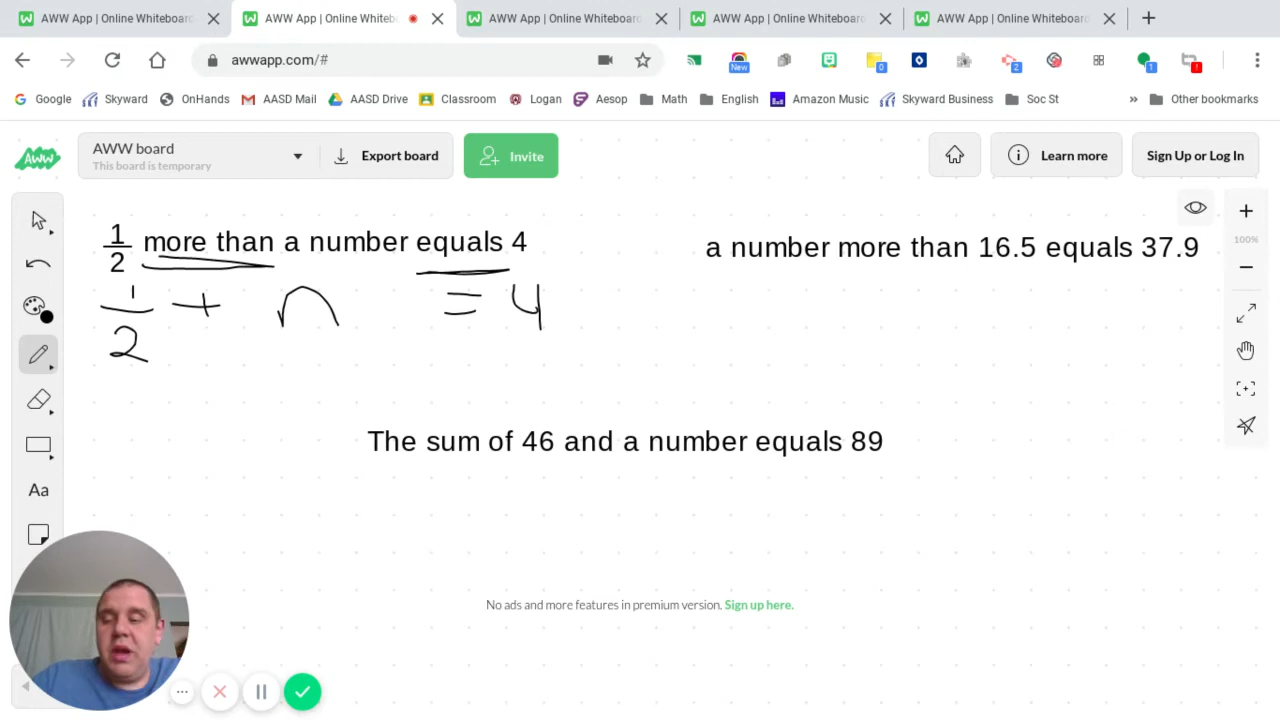 AWW App | Online Whiteboard
AWW App | Online Whiteb
AWW App | Online Whiteboard
AWW App | Online Whiteboard
AWW App | Online Whiteboard
awwapp.com/#
New
0
2
1
!
Google Skyward OnHands AASD Mail AASD Drive Classroom Logan Aesop Math English Amazon Music Skyward Business Soc St » Other bookmarks
AWW
AWW board
This board is temporary
Export board
Invite
Learn more
Sign Up or Log In
100%
Aa
1/2 more than a number equals 4
1/2 + n = 4
a number more than 16.5 equals 37.9
The sum of 46 and a number equals 89
No ads and more features in premium version. Sign up here.